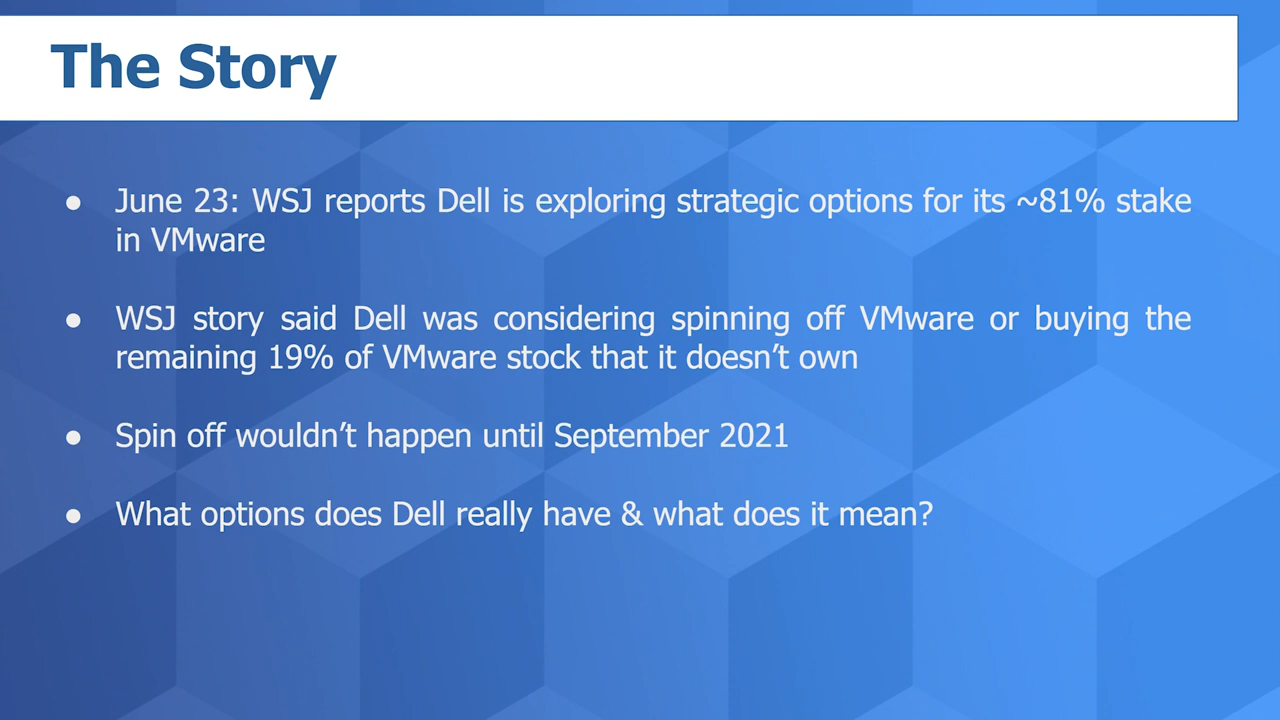 The Story
● June 23: WSJ reports Dell is exploring strategic options for its ~81% stake
in VMware
● WSJ story said Dell was considering spinning off VMware or buying the
remaining 19% of VMware stock that it doesn’t own
● Spin off wouldn’t happen until September 2021
● What options does Dell really have & what does it mean?